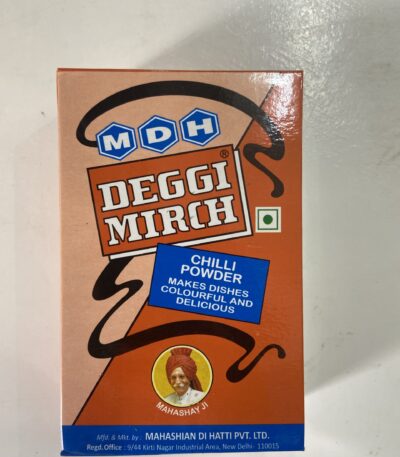 MDH
DEGGI ®
MIRCH
CHILLI
POWDER
MAKES DISHES
COLOURFUL AND
DELICIOUS
MAHASHAY JI
Mfd. & Mkt. by : MAHASHIAN DI HATTI PVT. LTD.
Regd. Office : 9/44 Kirti Nagar Industrial Area, New Delhi- 110015